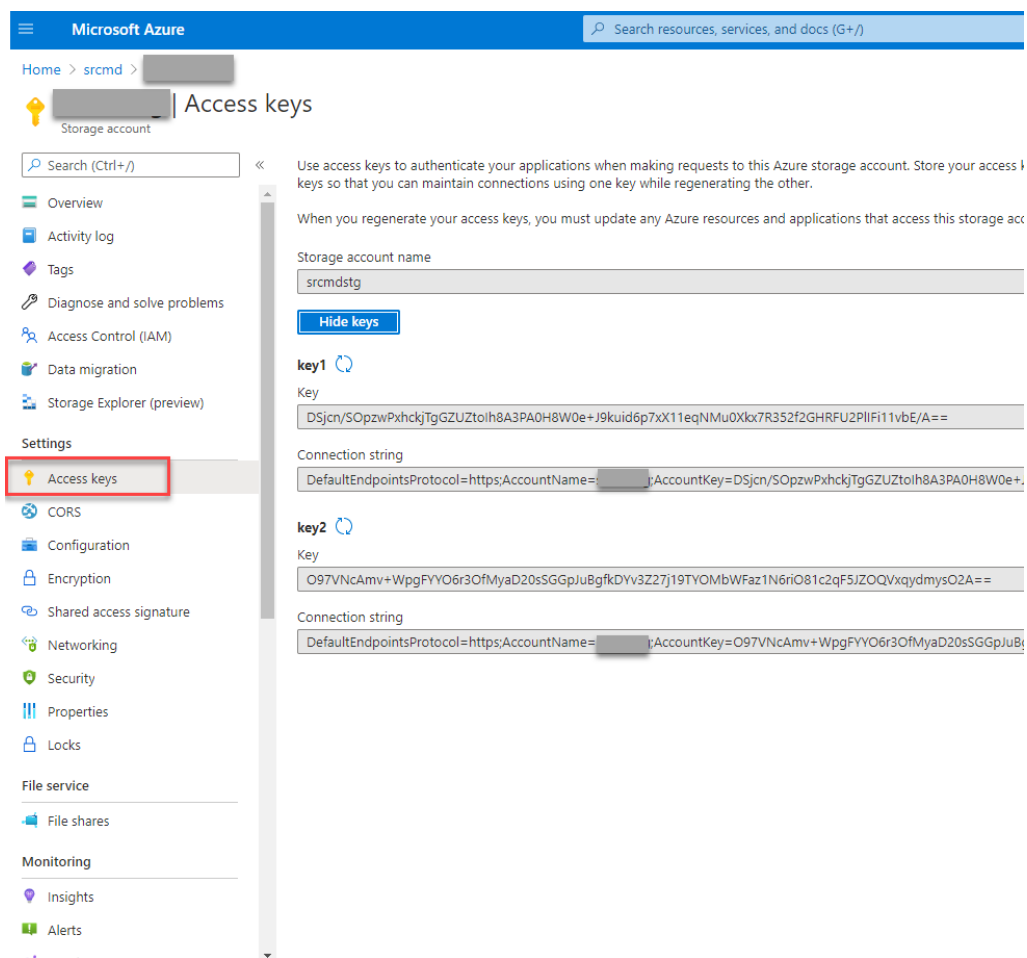 Microsoft Azure
Search resources, services, and docs (G+/)
Home > srcmd >
| Access keys
Storage account
Search (Ctrl+/)
«
Overview
Activity log
Tags
Diagnose and solve problems
Access Control (IAM)
Data migration
Storage Explorer (preview)
Settings
Access keys
CORS
Configuration
Encryption
Shared access signature
Networking
Security
Properties
Locks
File service
File shares
Monitoring
Insights
Alerts
Use access keys to authenticate your applications when making requests to this Azure storage account. Store your access
keys so that you can maintain connections using one key while regenerating the other.
When you regenerate your access keys, you must update any Azure resources and applications that access this storage
Storage account name
srcmdstg
Hide keys
key1
Key
DSjcn/SOpzwPxhckjTgGZUZtoIh8A3PA0H8W0e+J9kuid6p7xX11eqNMu0Xkx7R352f2GHRFU2PlIFi11vbE/A==
Connection string
DefaultEndpointsProtocol=https;AccountName= ;AccountKey=DSjcn/SOpzwPxhckjTgGZUZtoIh8A3PA0H8W0e+
key2
Key
O97VNcAmv+WpgFYYO6r3OfMyaD20sSGGpJuBgfkDYv3Z27j19TYOMbWFaz1N6riO81c2qF5JZOQVxqydmysO2A==
Connection string
DefaultEndpointsProtocol=https;AccountName= ;AccountKey=O97VNcAmv+WpgFYYO6r3OfMyaD20sSGGpJuB